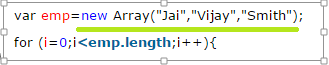 var emp=new Array("Jai","Vijay","Smith");
for (i=0;i<emp.length;i++){